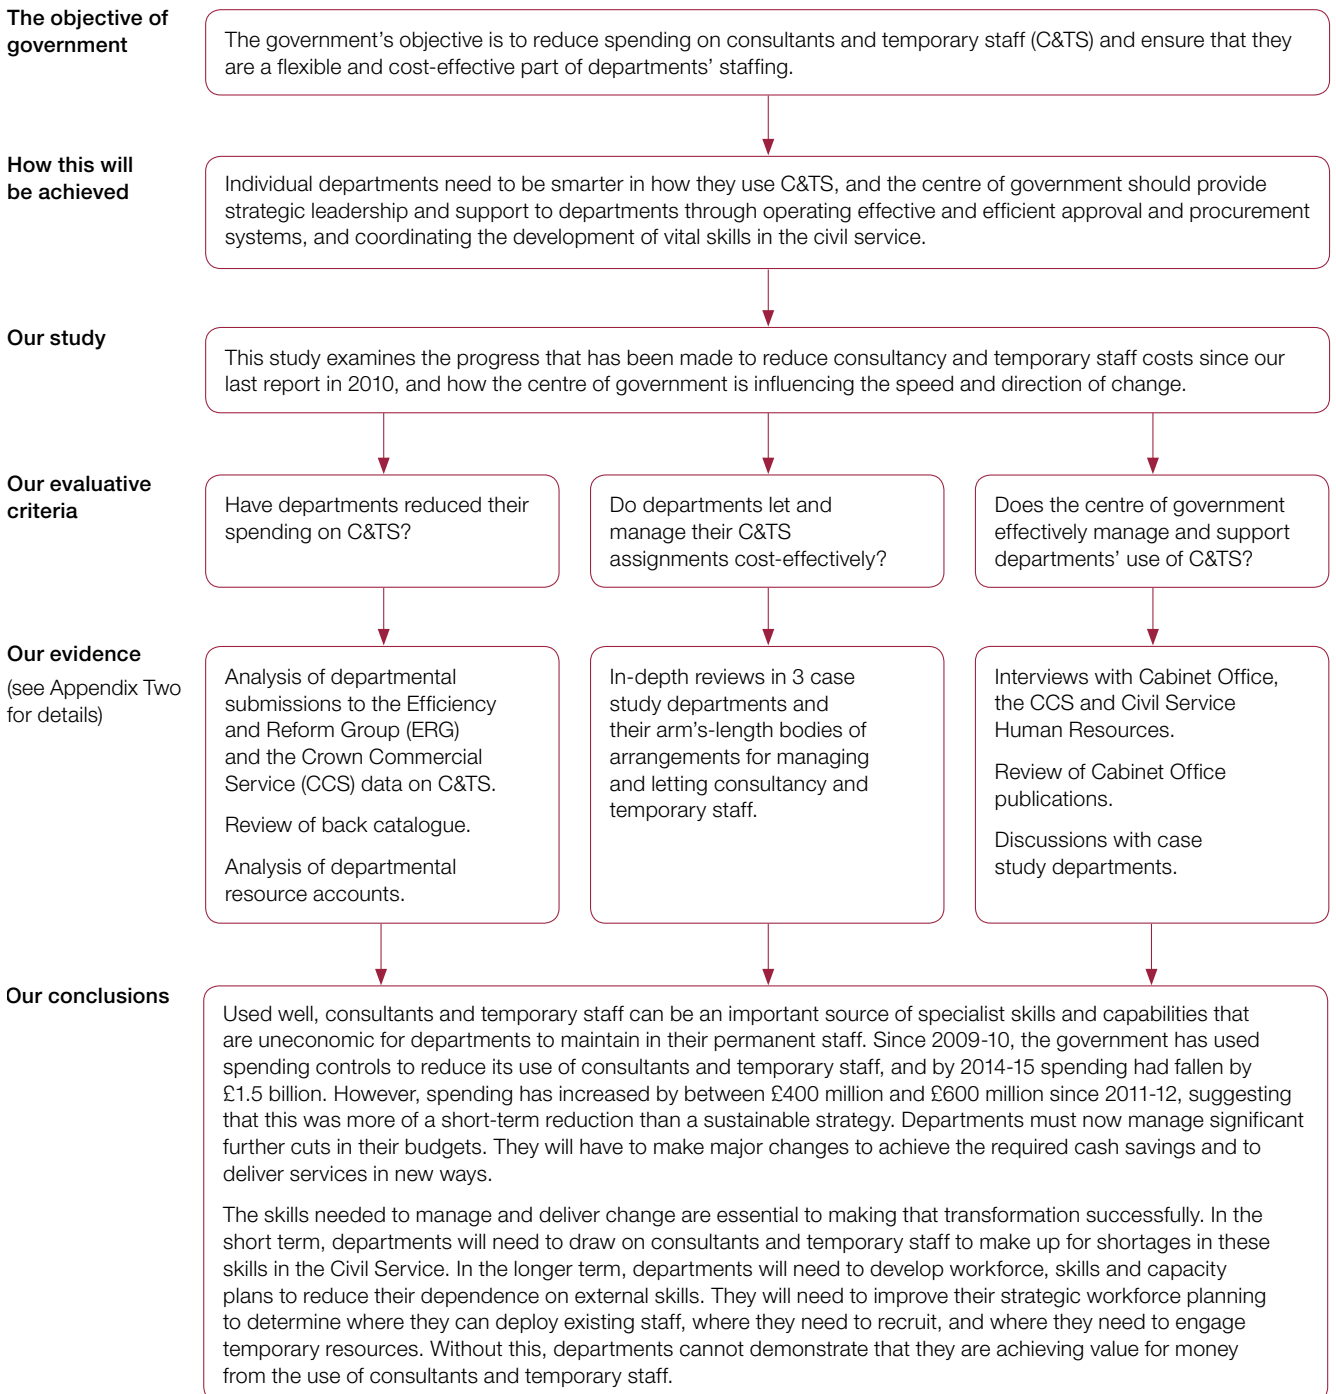 The objective of
government
The government’s objective is to reduce spending on consultants and temporary staff (C&TS) and ensure that they
are a flexible and cost-effective part of departments’ staffing.
How this will
be achieved
Individual departments need to be smarter in how they use C&TS, and the centre of government should provide
strategic leadership and support to departments through operating effective and efficient approval and procurement
systems, and coordinating the development of vital skills in the civil service.
Our study
This study examines the progress that has been made to reduce consultancy and temporary staff costs since our
last report in 2010, and how the centre of government is influencing the speed and direction of change.
Our evaluative
criteria
Have departments reduced their
spending on C&TS?
Do departments let and
manage their C&TS
assignments cost-effectively?
Does the centre of government
effectively manage and support
departments’ use of C&TS?
Our evidence
(see Appendix Two
for details)
Analysis of departmental
submissions to the Efficiency
and Reform Group (ERG)
and the Crown Commercial
Service (CCS) data on C&TS.
Review of back catalogue.
Analysis of departmental
resource accounts.
In-depth reviews in 3 case
study departments and
their arm’s-length bodies of
arrangements for managing
and letting consultancy and
temporary staff.
Interviews with Cabinet Office,
the CCS and Civil Service
Human Resources.
Review of Cabinet Office
publications.
Discussions with case
study departments.
Our conclusions
Used well, consultants and temporary staff can be an important source of specialist skills and capabilities that
are uneconomic for departments to maintain in their permanent staff. Since 2009-10, the government has used
spending controls to reduce its use of consultants and temporary staff, and by 2014-15 spending had fallen by
£1.5 billion. However, spending has increased by between £400 million and £600 million since 2011-12, suggesting
that this was more of a short-term reduction than a sustainable strategy. Departments must now manage significant
further cuts in their budgets. They will have to make major changes to achieve the required cash savings and to
deliver services in new ways.
The skills needed to manage and deliver change are essential to making that transformation successfully. In the
short term, departments will need to draw on consultants and temporary staff to make up for shortages in these
skills in the Civil Service. In the longer term, departments will need to develop workforce, skills and capacity
plans to reduce their dependence on external skills. They will need to improve their strategic workforce planning
to determine where they can deploy existing staff, where they need to recruit, and where they need to engage
temporary resources. Without this, departments cannot demonstrate that they are achieving value for money
from the use of consultants and temporary staff.